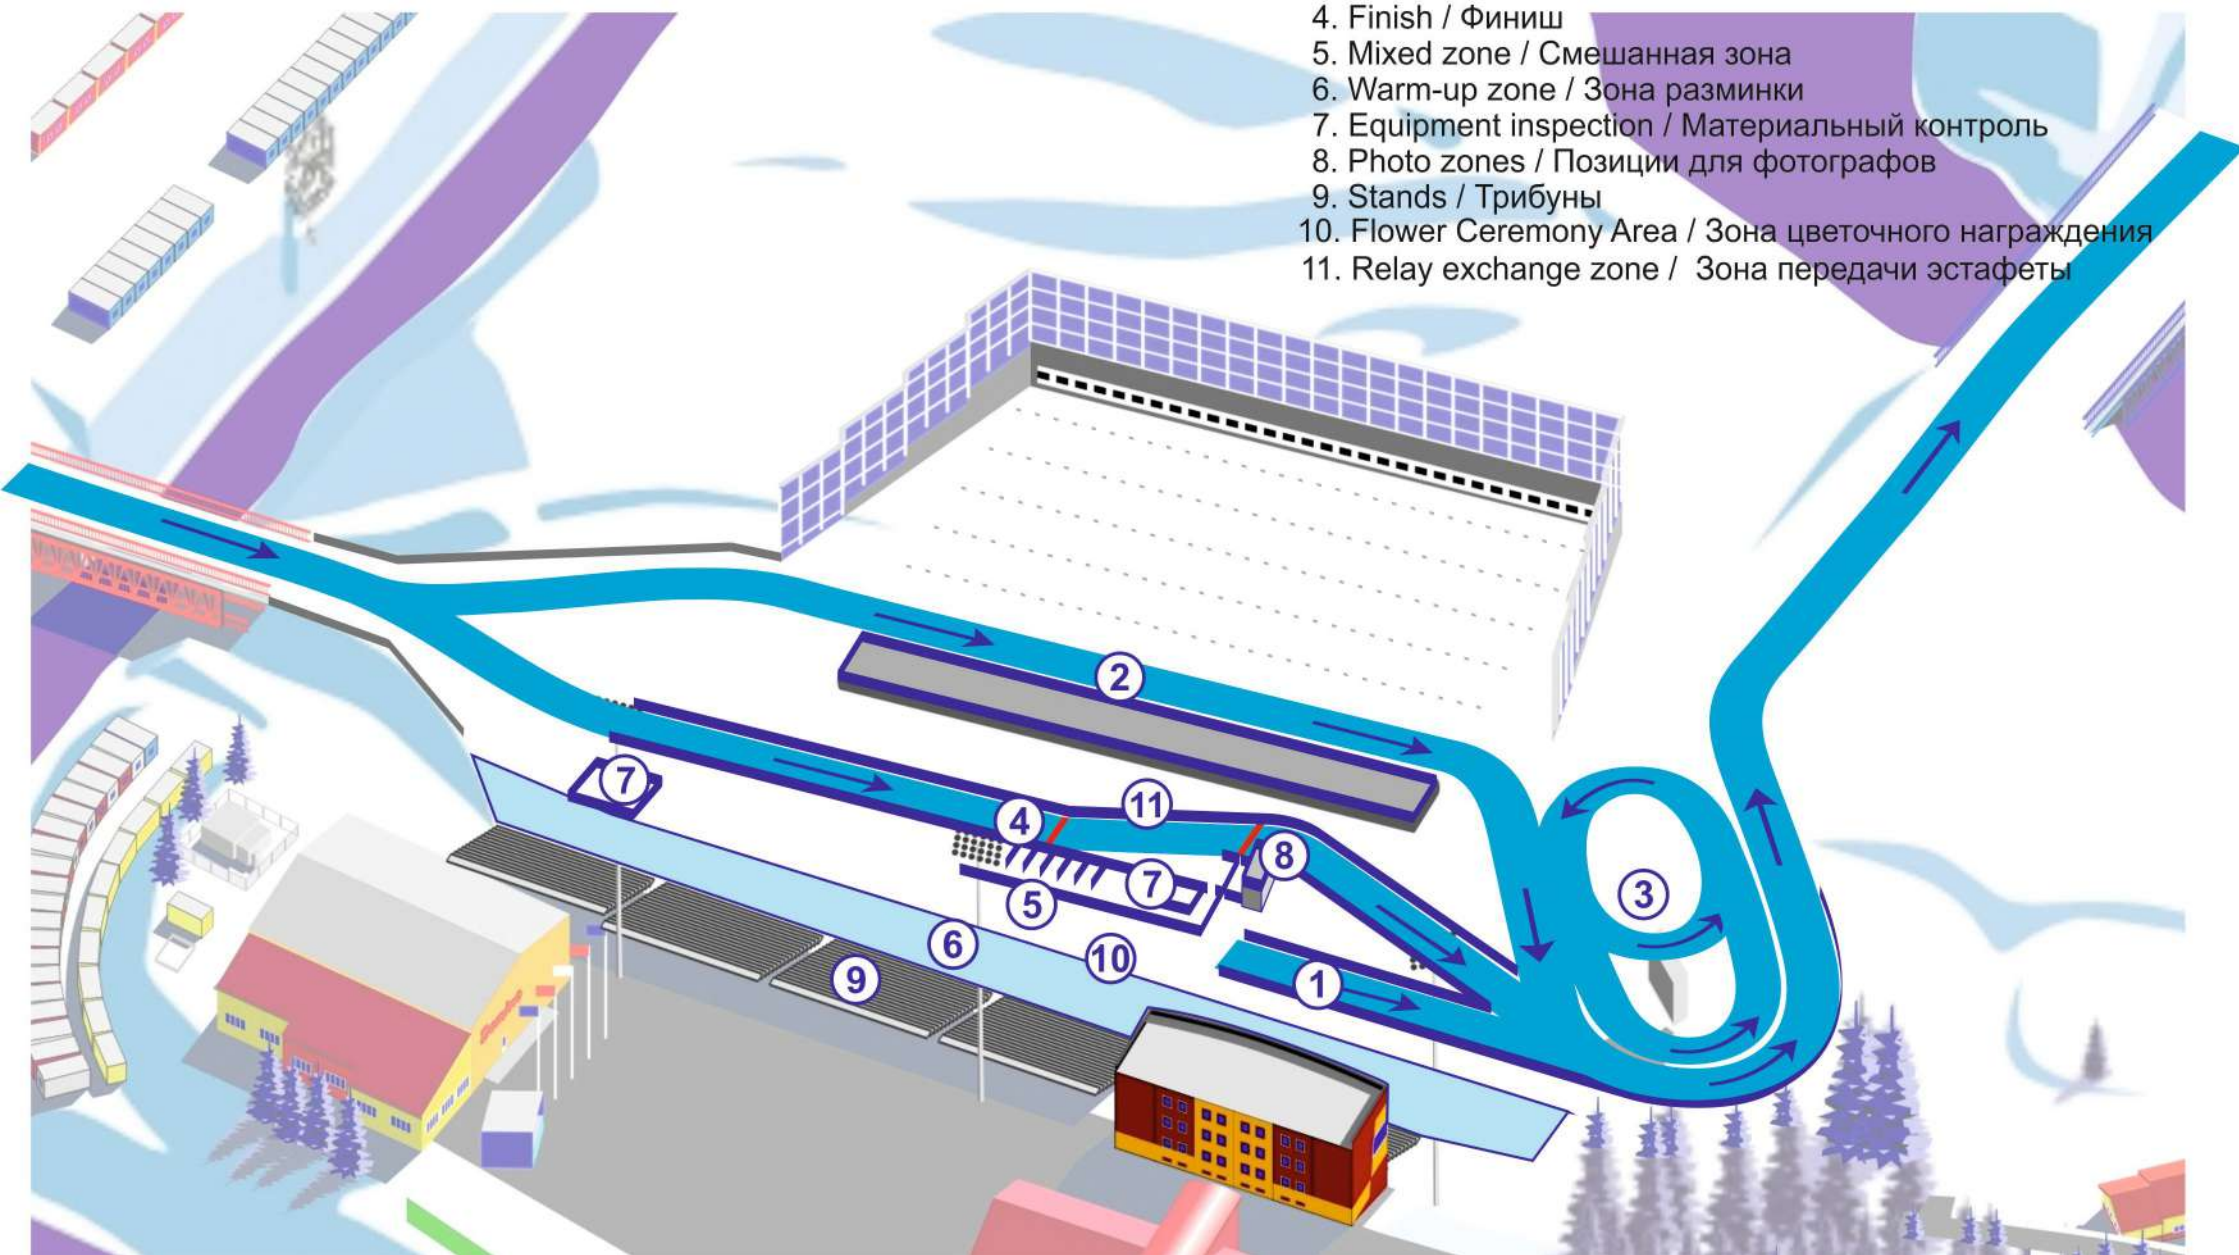 4. Finish / Финиш
5. Mixed zone / Смешанная зона
6. Warm-up zone / Зона разминки
7. Equipment inspection / Материальный контроль
8. Photo zones / Позиции для фотографов
9. Stands / Трибуны
10. Flower Ceremony Area / Зона цветочного награждения
11. Relay exchange zone / Зона передачи эстафеты
2
7
11
4
8
7
3
5
6
10
9
1